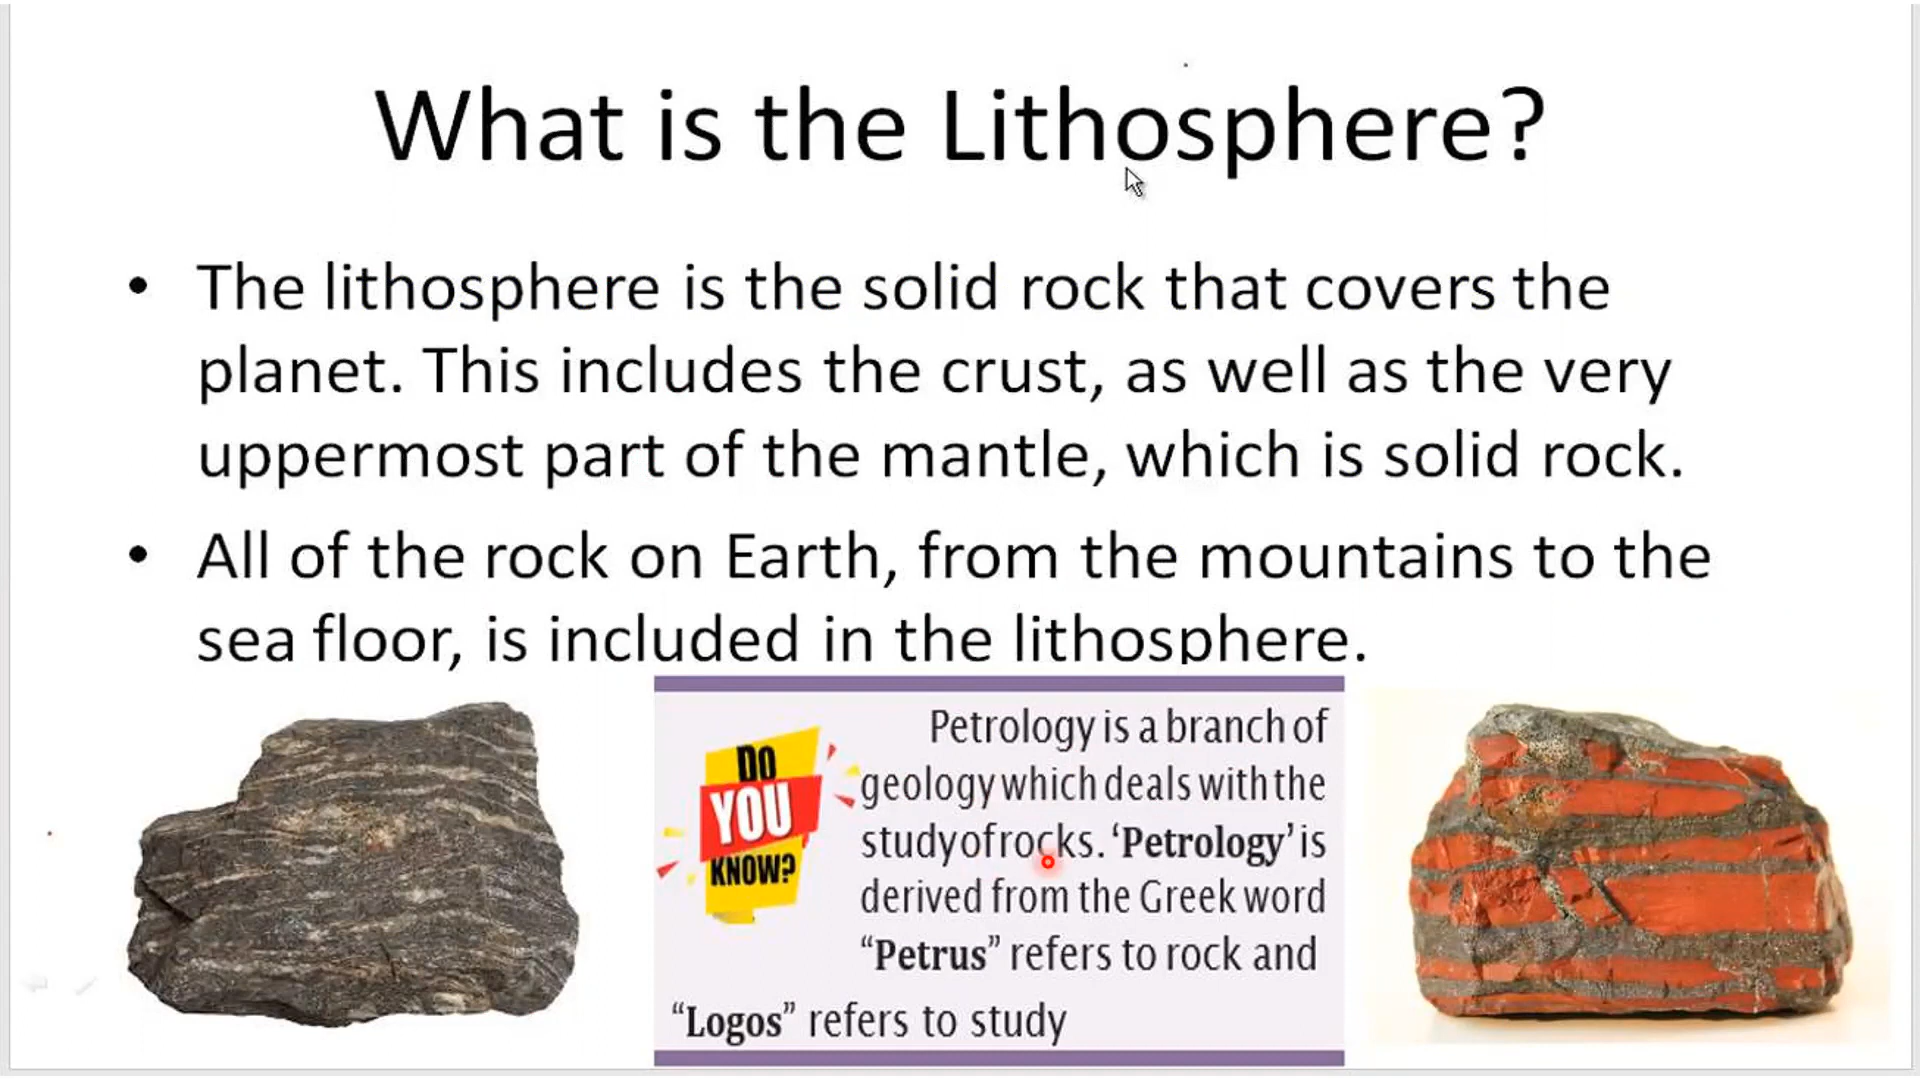 What is the Lithosphere?
• The lithosphere is the solid rock that covers the
planet. This includes the crust, as well as the very
uppermost part of the mantle, which is solid rock.
• All of the rock on Earth, from the mountains to the
sea floor, is included in the lithosphere.
DO
YOU
KNOW?
Petrology is a branch of
geology which deals with the
study of rocks. ‘Petrology’ is
derived from the Greek word
“Petrus” refers to rock and
“Logos” refers to study